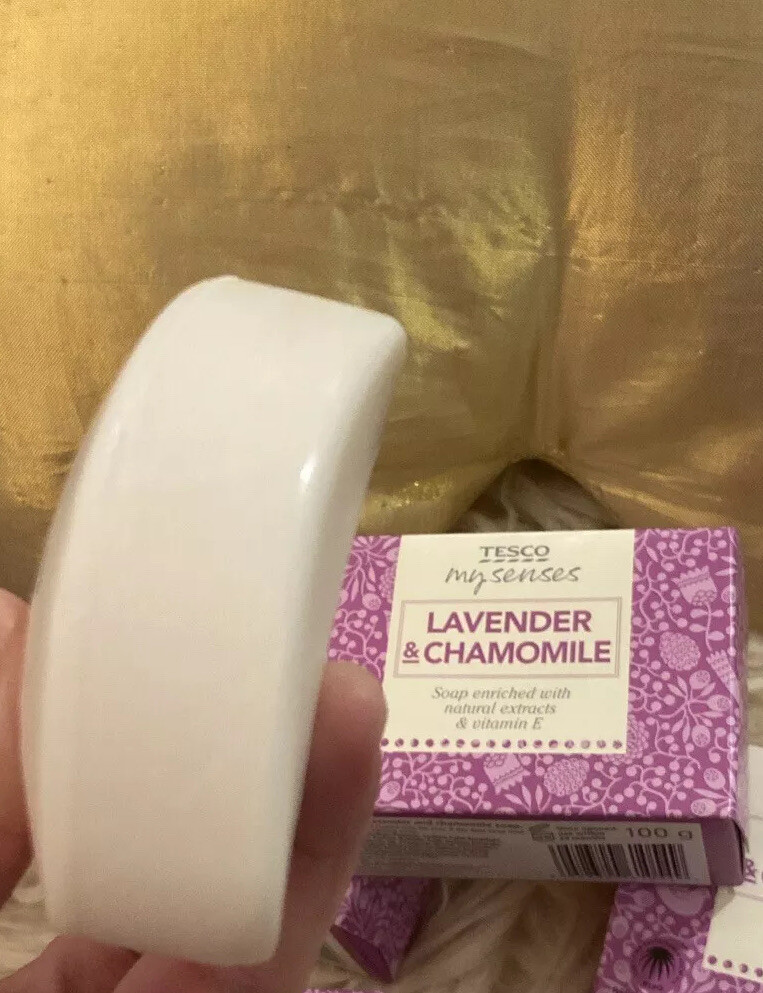 TESCO
my senses
LAVENDER
& CHAMOMILE
Soap enriched with
natural extracts
& vitamin E
100 g